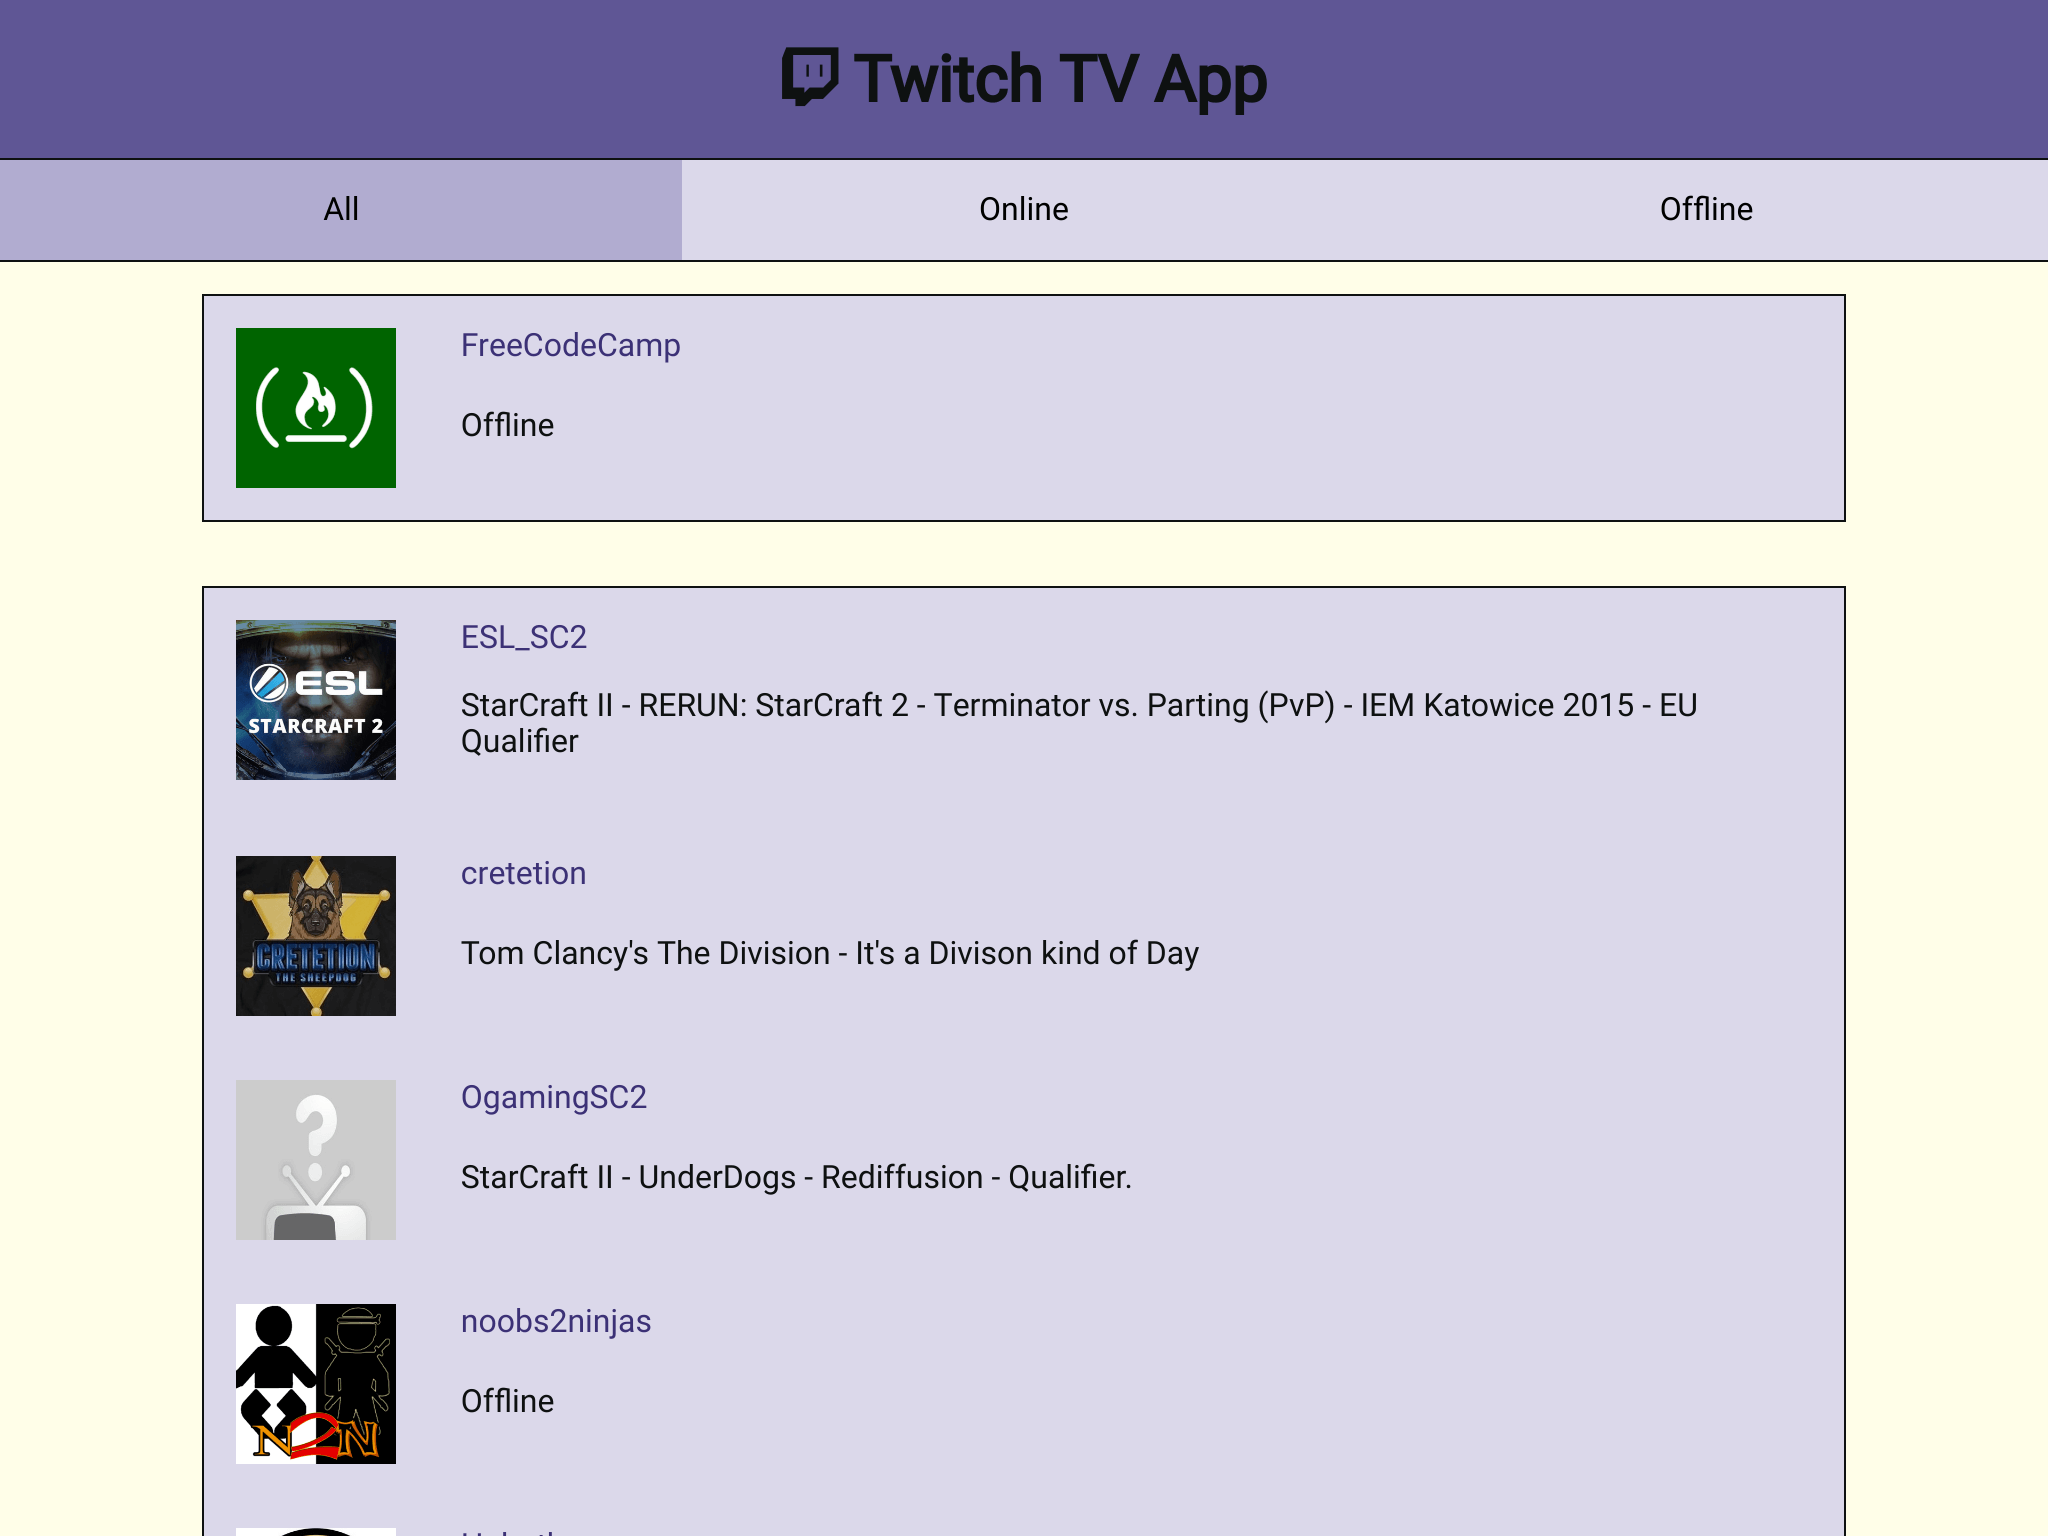 Twitch TV App
All
Online
Offline
FreeCodeCamp
Offline
ESL
STARCRAFT 2
ESL_SC2
StarCraft II - RERUN: StarCraft 2 - Terminator vs. Parting (PvP) - IEM Katowice 2015 - EU
Qualifier
CRETETION
THE SHEEPDOG
cretetion
Tom Clancy's The Division - It's a Divison kind of Day
OgamingSC2
StarCraft II - UnderDogs - Rediffusion - Qualifier.
N2N
noobs2ninjas
Offline